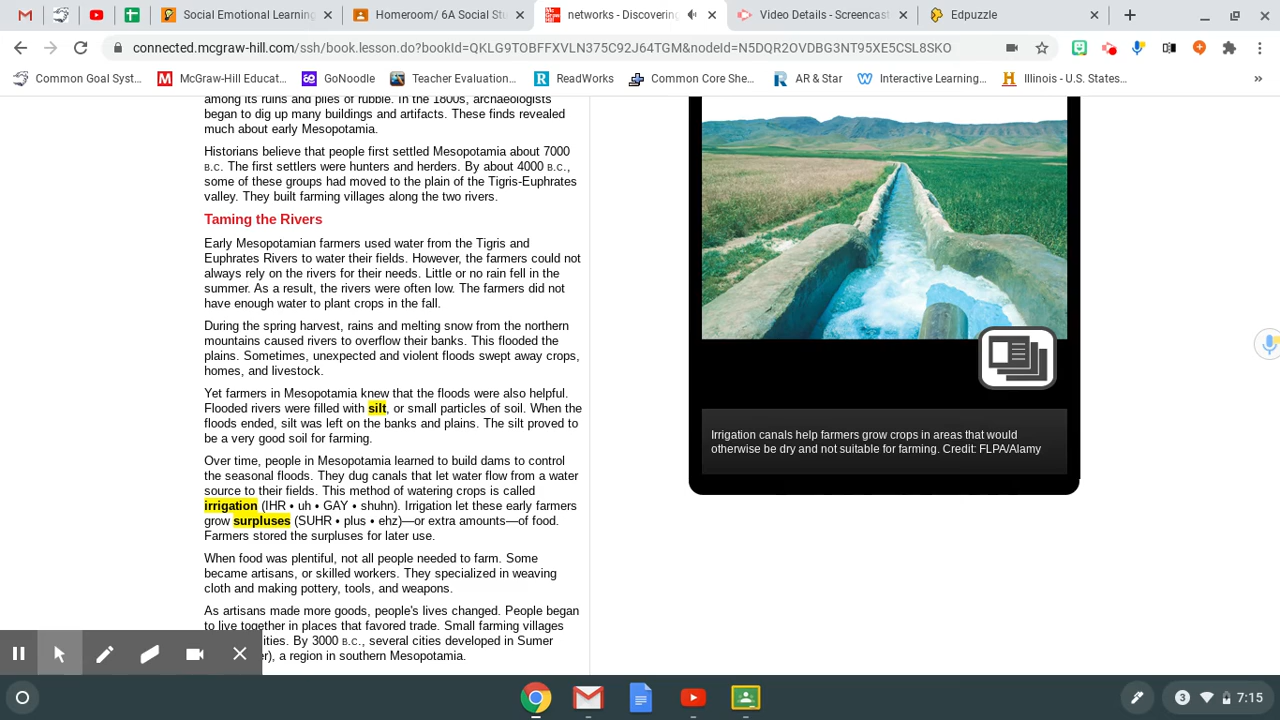 Social Emotional Learning
Homeroom/ 6A Social Stu
networks - Discovering
Video Details - Screencast
Edpuzzle
connected.mcgraw-hill.com/ssh/book.lesson.do?bookId=QKLG9TOBFFXVLN375C92J64TGM&nodeId=N5DQR2OVDBG3NT95XE5CSL8SKO
Common Goal Syst...
McGraw-Hill Educat...
GoNoodle
Teacher Evaluation...
ReadWorks
Common Core She...
AR & Star
Interactive Learning...
Illinois - U.S. States...
among its ruins and piles of rubble. In the 1800s, archaeologists
began to dig up many buildings and artifacts. These finds revealed
much about early Mesopotamia.
Historians believe that people first settled Mesopotamia about 7000
B.C. The first settlers were hunters and herders. By about 4000 B.C.,
some of these groups had moved to the plain of the Tigris-Euphrates
valley. They built farming villages along the two rivers.
Taming the Rivers
Early Mesopotamian farmers used water from the Tigris and
Euphrates Rivers to water their fields. However, the farmers could not
always rely on the rivers for their needs. Little or no rain fell in the
summer. As a result, the rivers were often low. The farmers did not
have enough water to plant crops in the fall.
During the spring harvest, rains and melting snow from the northern
mountains caused rivers to overflow their banks. This flooded the
plains. Sometimes, unexpected and violent floods swept away crops,
homes, and livestock.
Yet farmers in Mesopotamia knew that the floods were also helpful.
Flooded rivers were filled with silt, or small particles of soil. When the
floods ended, silt was left on the banks and plains. The silt proved to
be a very good soil for farming.
Over time, people in Mesopotamia learned to build dams to control
the seasonal floods. They dug canals that let water flow from a water
source to their fields. This method of watering crops is called
irrigation (IHR • uh • GAY • shuhn). Irrigation let these early farmers
grow surpluses (SUHR • plus • ehz)—or extra amounts—of food.
Farmers stored the surpluses for later use.
When food was plentiful, not all people needed to farm. Some
became artisans, or skilled workers. They specialized in weaving
cloth and making pottery, tools, and weapons.
As artisans made more goods, people's lives changed. People began
to live together in places that favored trade. Small farming villages
ities. By 3000 B.C., several cities developed in Sumer
er), a region in southern Mesopotamia.
Irrigation canals help farmers grow crops in areas that would
otherwise be dry and not suitable for farming. Credit: FLPA/Alamy
3
7:15